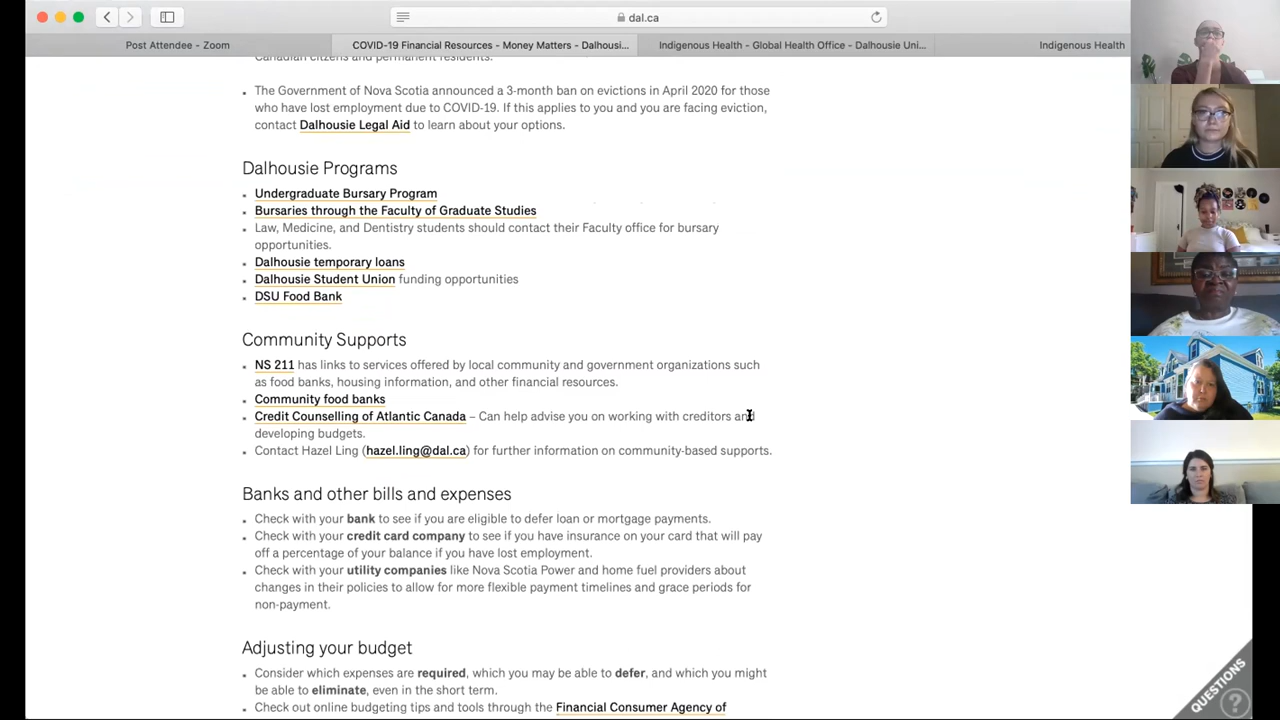 dal.ca
Post Attendee - Zoom
COVID-19 Financial Resources - Money Matters - Dalhousi...
Indigenous Health - Global Health Office - Dalhousie Uni...
Indigenous Health
Canadian citizens and permanent residents.
The Government of Nova Scotia announced a 3-month ban on evictions in April 2020 for those
who have lost employment due to COVID-19. If this applies to you and you are facing eviction,
contact Dalhousie Legal Aid to learn about your options.
Dalhousie Programs
Undergraduate Bursary Program
Bursaries through the Faculty of Graduate Studies
Law, Medicine, and Dentistry students should contact their Faculty office for bursary
opportunities.
Dalhousie temporary loans
Dalhousie Student Union funding opportunities
DSU Food Bank
Community Supports
NS 211 has links to services offered by local community and government organizations such
as food banks, housing information, and other financial resources.
Community food banks
Credit Counselling of Atlantic Canada – Can help advise you on working with creditors and
developing budgets.
Contact Hazel Ling (hazel.ling@dal.ca) for further information on community-based supports.
Banks and other bills and expenses
Check with your bank to see if you are eligible to defer loan or mortgage payments.
Check with your credit card company to see if you have insurance on your card that will pay
off a percentage of your balance if you have lost employment.
Check with your utility companies like Nova Scotia Power and home fuel providers about
changes in their policies to allow for more flexible payment timelines and grace periods for
non-payment.
Adjusting your budget
Consider which expenses are required, which you may be able to defer, and which you might
be able to eliminate, even in the short term.
Check out online budgeting tips and tools through the Financial Consumer Agency of
QUESTIONS
?